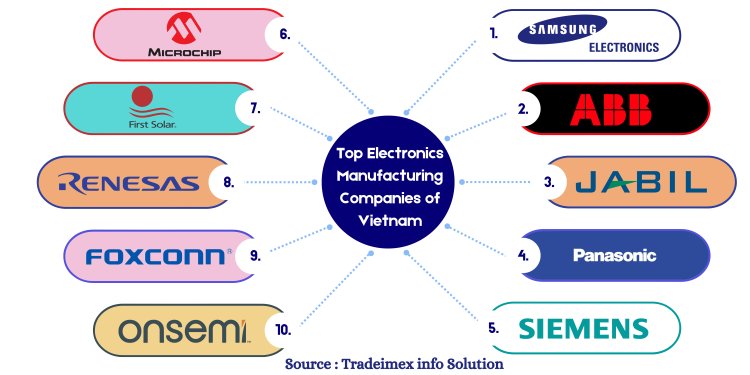 Top Electronics
Manufacturing
Companies of
Vietnam
1.
SAMSUNG
ELECTRONICS
2.
ABB
3.
JABIL
4.
Panasonic
5.
SIEMENS
6.
MICROCHIP
7.
First Solar.
8.
RENESAS
9.
FOXCONN®
10.
onsemi™
Source : Tradeimex info Solution